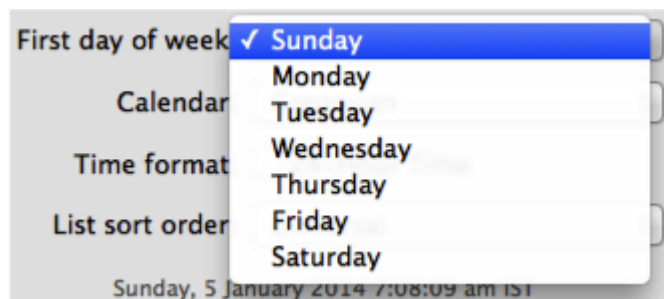 First day of week ✓ Sunday
Monday
Calendar Tuesday
Wednesday
Time format
Thursday
List sort order Friday
Saturday
Sunday, 5 January 2014 7:08:09 am IST